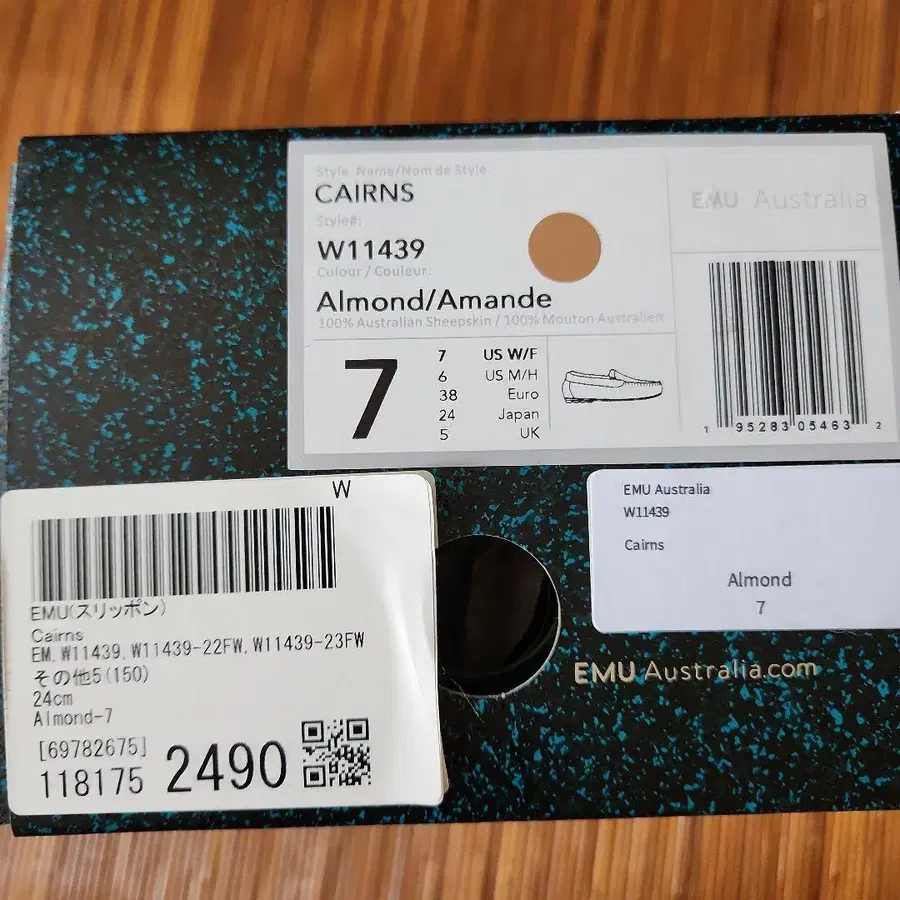 Style Name/Nom de Style:
CAIRNS
Style#:
W11439
Colour / Couleur:
Almond/Amande
100% Australian Sheepskin / 100% Mouton Australien
EMU Australia
7
7 US W/F
6 US M/H
38 Euro
24 Japan
5 UK
1 95283 05463 2
W
EMU(スリッポン)
Cairns
EM.W11439,W11439-22FW,W11439-23FW
その他5(150)
24cm
Almond-7
[69782675]
118175 2490
EMU Australia
W11439
Cairns
Almond
7
EMU Australia.com